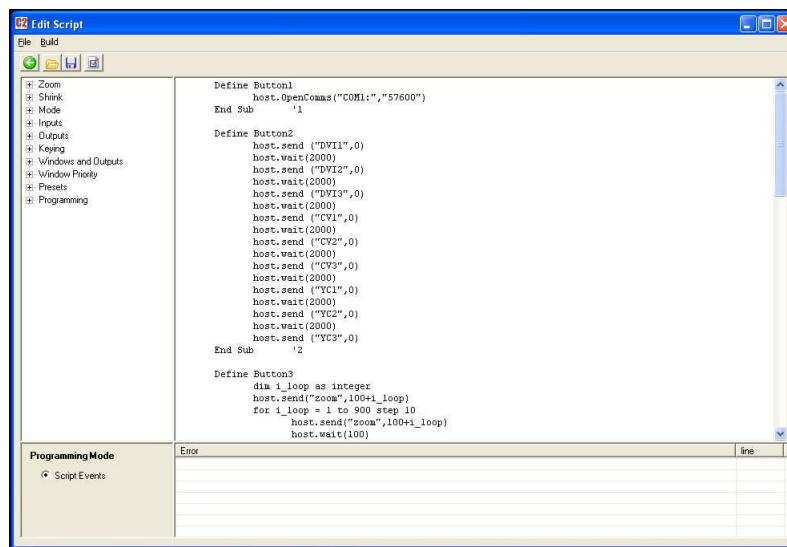 C2 Edit Script
File Build
Zoom
Shrink
Mode
Inputs
Outputs
Keying
Windows and Outputs
Window Priority
Presets
Programming
Define Button1
host.OpenComms("COM1:","57600")
End Sub '1
Define Button2
host.send ("DVI1",0)
host.wait(2000)
host.send ("DVI2",0)
host.wait(2000)
host.send ("DVI3",0)
host.wait(2000)
host.send ("CV1",0)
host.wait(2000)
host.send ("CV2",0)
host.wait(2000)
host.send ("CV3",0)
host.wait(2000)
host.send ("YC1",0)
host.wait(2000)
host.send ("YC2",0)
host.wait(2000)
host.send ("YC3",0)
End Sub '2
Define Button3
dim i_loop as integer
host.send("zoom",100+i_loop)
for i_loop = 1 to 900 step 10
host.send("zoom",100+i_loop)
host.wait(100)
Programming Mode
Script Events
Error line